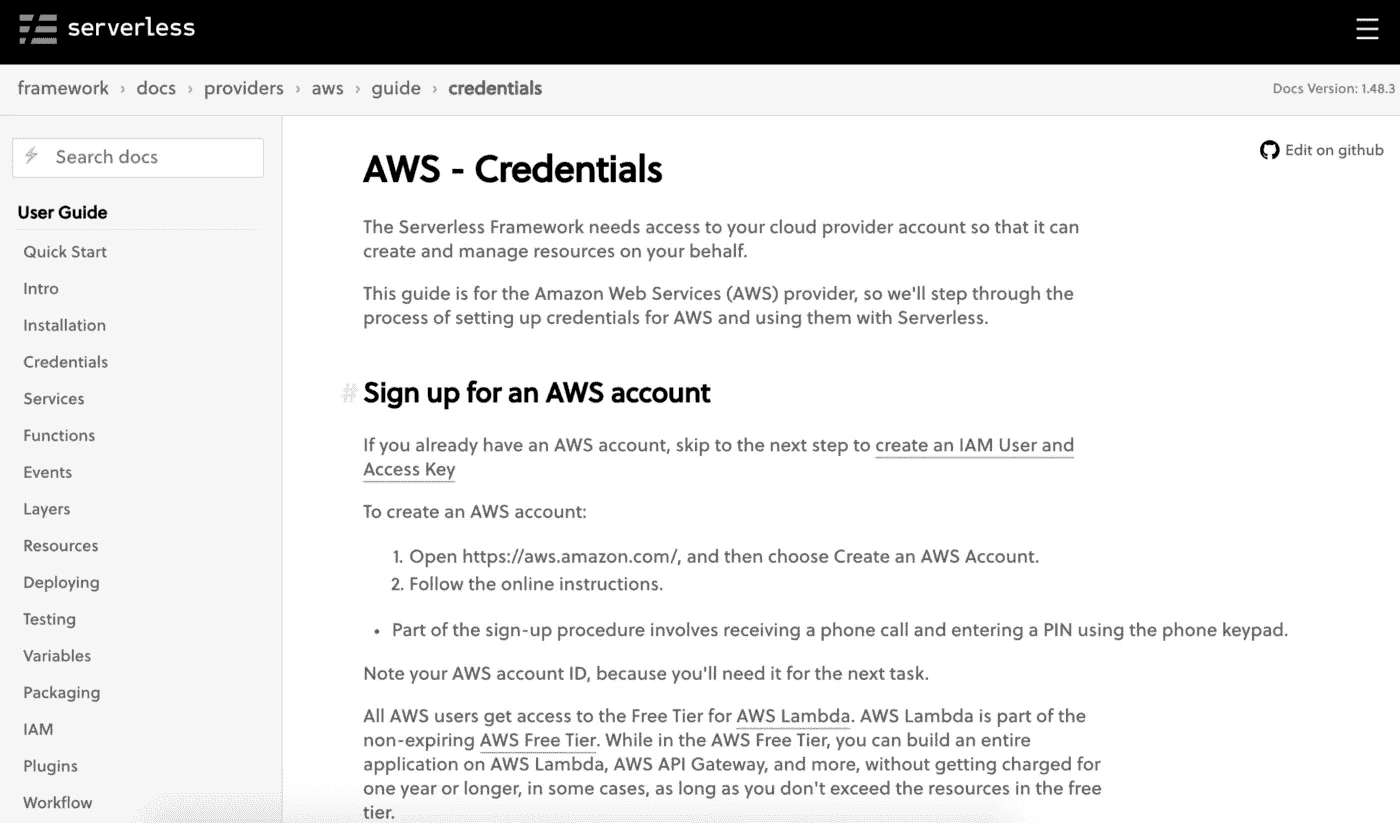 serverless
framework › docs › providers › aws › guide › credentials
Docs Version: 1.48.3
Search docs
User Guide
Quick Start
Intro
Installation
Credentials
Services
Functions
Events
Layers
Resources
Deploying
Testing
Variables
Packaging
IAM
Plugins
Workflow
Edit on github
AWS - Credentials
The Serverless Framework needs access to your cloud provider account so that it can
create and manage resources on your behalf.
This guide is for the Amazon Web Services (AWS) provider, so we'll step through the
process of setting up credentials for AWS and using them with Serverless.
# Sign up for an AWS account
If you already have an AWS account, skip to the next step to create an IAM User and
Access Key
To create an AWS account:
1. Open https://aws.amazon.com/, and then choose Create an AWS Account.
2. Follow the online instructions.
• Part of the sign-up procedure involves receiving a phone call and entering a PIN using the phone keypad.
Note your AWS account ID, because you'll need it for the next task.
All AWS users get access to the Free Tier for AWS Lambda. AWS Lambda is part of the
non-expiring AWS Free Tier. While in the AWS Free Tier, you can build an entire
application on AWS Lambda, AWS API Gateway, and more, without getting charged for
one year or longer, in some cases, as long as you don't exceed the resources in the free
tier.